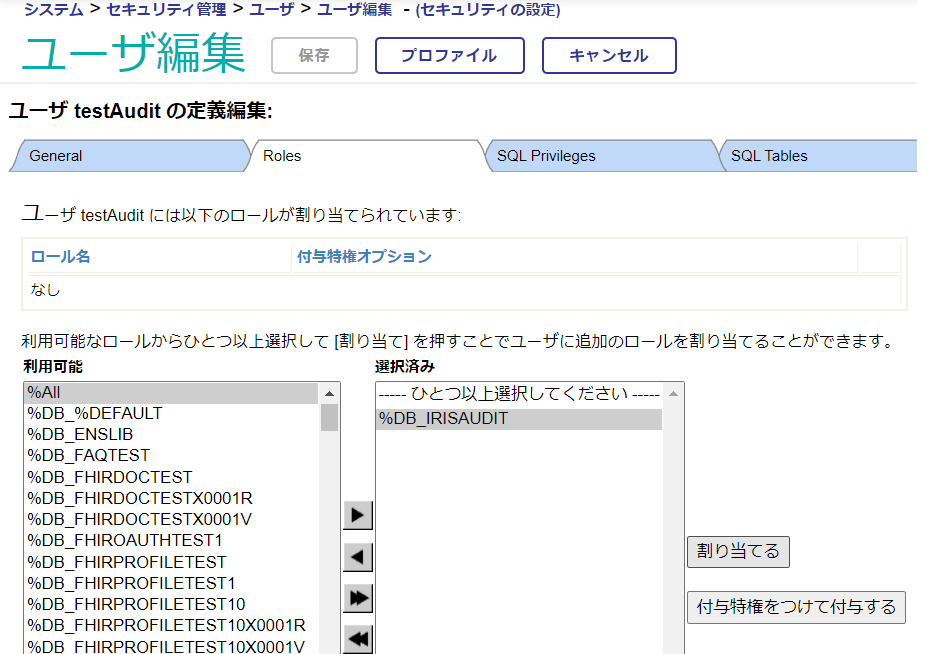 システム > セキュリティ管理 > ユーザ > ユーザ編集 - (セキュリティの設定)
ユーザ編集 保存 プロファイル キャンセル
ユーザ testAudit の定義編集:
General Roles SQL Privileges SQL Tables
ユーザ testAudit には以下のロールが割り当てられています:
ロール名 付与特権オプション
なし
利用可能なロールからひとつ以上選択して [割り当て] を押すことでユーザに追加のロールを割り当てることができます。
利用可能 選択済み
%All
%DB_%DEFAULT
%DB_ENSLIB
%DB_FAQTEST
%DB_FHIRDOCTEST
%DB_FHIRDOCTESTX0001R
%DB_FHIRDOCTESTX0001V
%DB_FHIROAUTHTEST1
%DB_FHIRPROFILETEST
%DB_FHIRPROFILETEST1
%DB_FHIRPROFILETEST10
%DB_FHIRPROFILETEST10X0001R
%DB_FHIRPROFILETEST10X0001V
----- ひとつ以上選択してください -----
%DB_IRISAUDIT
割り当てる
付与特権をつけて付与する